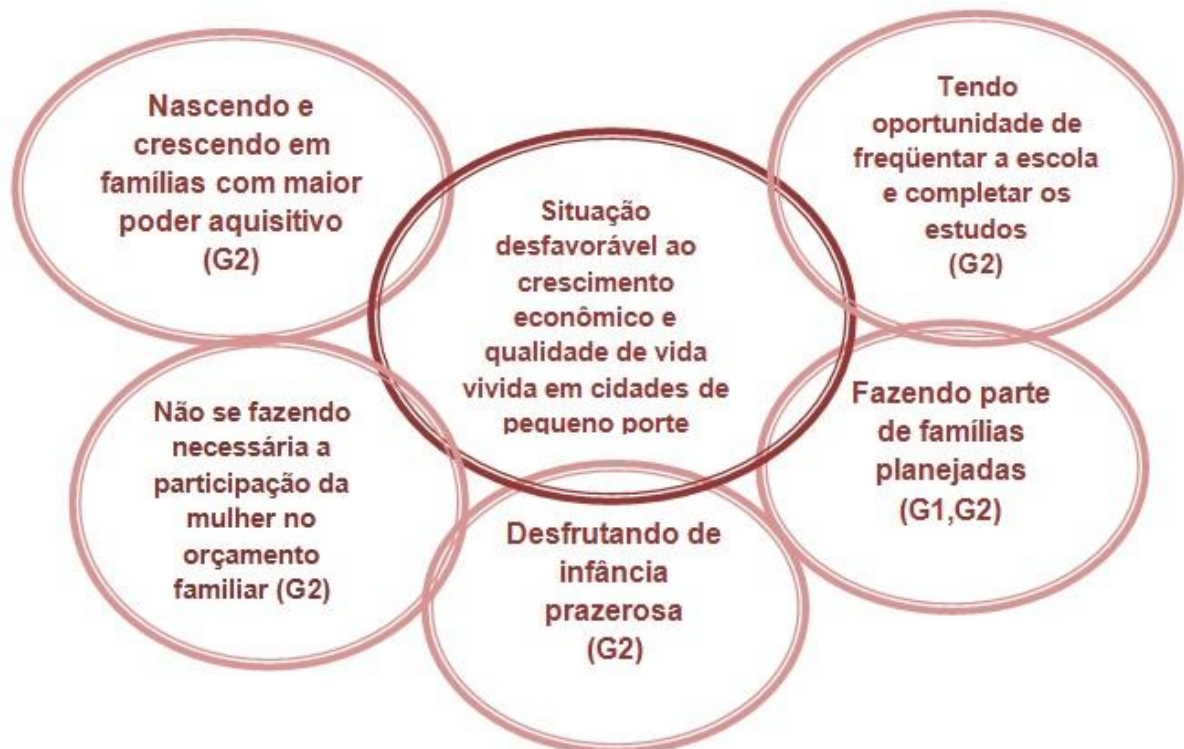 Nascendo e
crescendo em
famílias com maior
poder aquisitivo
(G2)
Situação
desfavorável ao
crescimento
econômico e
qualidade de vida
vivida em cidades de
pequeno porte
Tendo
oportunidade de
freqüentar a escola
e completar os
estudos
(G2)
Não se fazendo
necessária a
participação da
mulher no
orçamento
familiar (G2)
Desfrutando de
infância
prazerosa
(G2)
Fazendo parte
de famílias
planejadas
(G1,G2)